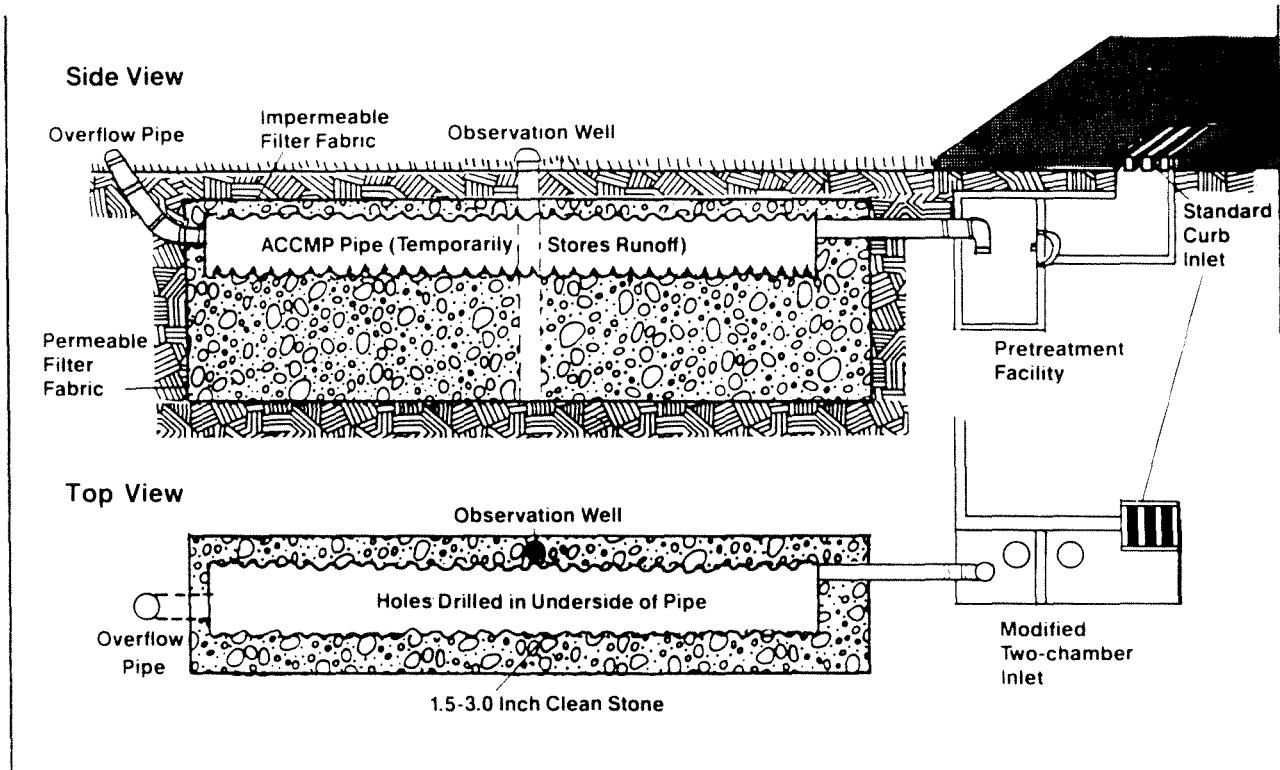 Side View
Overflow Pipe
Impermeable
Filter Fabric
Observation Well
ACCMP Pipe (Temporarily Stores Runoff)
Standard
Curb
Inlet
Permeable
Filter
Fabric
Pretreatment
Facility
Top View
Observation Well
Holes Drilled in Underside of Pipe
Overflow
Pipe
Modified
Two-chamber
Inlet
1.5-3.0 Inch Clean Stone